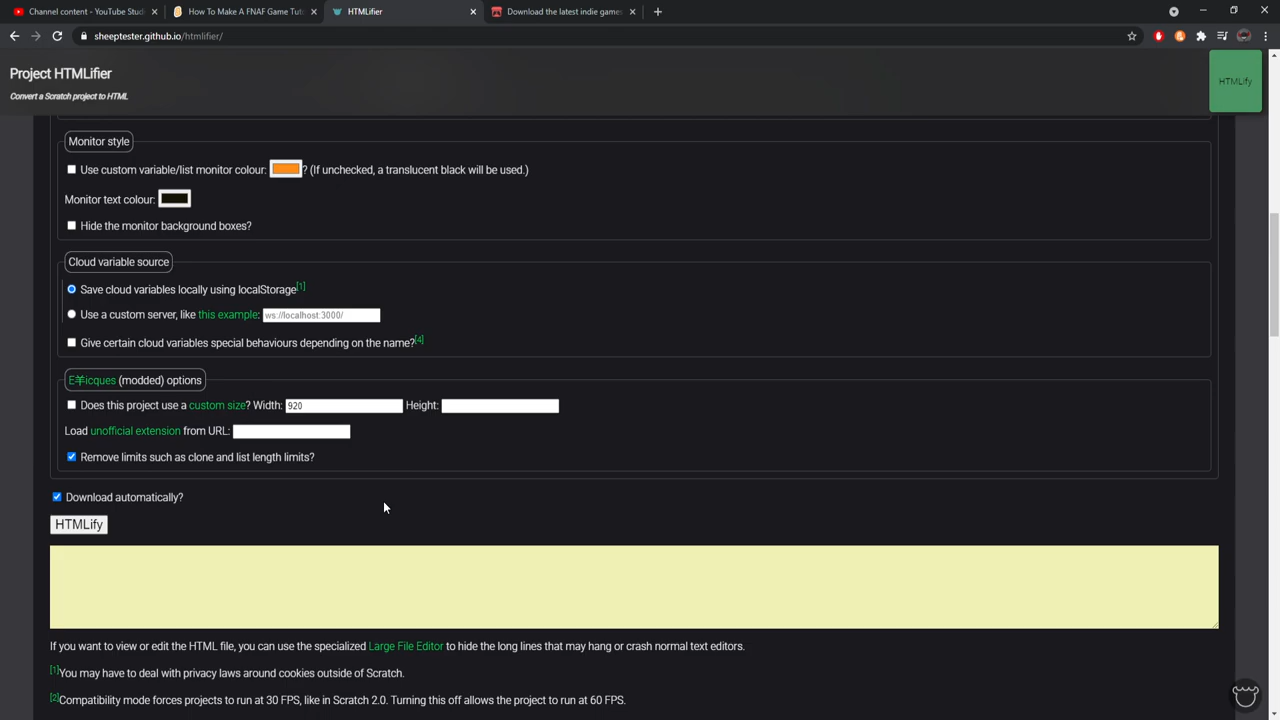 Channel content - YouTube Stud
How To Make A FNAF Game Tuto
HTMLifier
Download the latest indie games
sheeptester.github.io/htmlifier/
Project HTMLifier
Convert a Scratch project to HTML
HTMLify
Monitor style
Use custom variable/list monitor colour: ? (If unchecked, a translucent black will be used.)
Monitor text colour:
Hide the monitor background boxes?
Cloud variable source
Save cloud variables locally using localStorage[1]
Use a custom server, like this example: ws://localhost:3000/
Give certain cloud variables special behaviours depending on the name?[4]
E羊icques (modded) options
Does this project use a custom size? Width: 920 Height:
Load unofficial extension from URL:
Remove limits such as clone and list length limits?
Download automatically?
HTMLify
If you want to view or edit the HTML file, you can use the specialized Large File Editor to hide the long lines that may hang or crash normal text editors.
[1]You may have to deal with privacy laws around cookies outside of Scratch.
[2]Compatibility mode forces projects to run at 30 FPS, like in Scratch 2.0. Turning this off allows the project to run at 60 FPS.